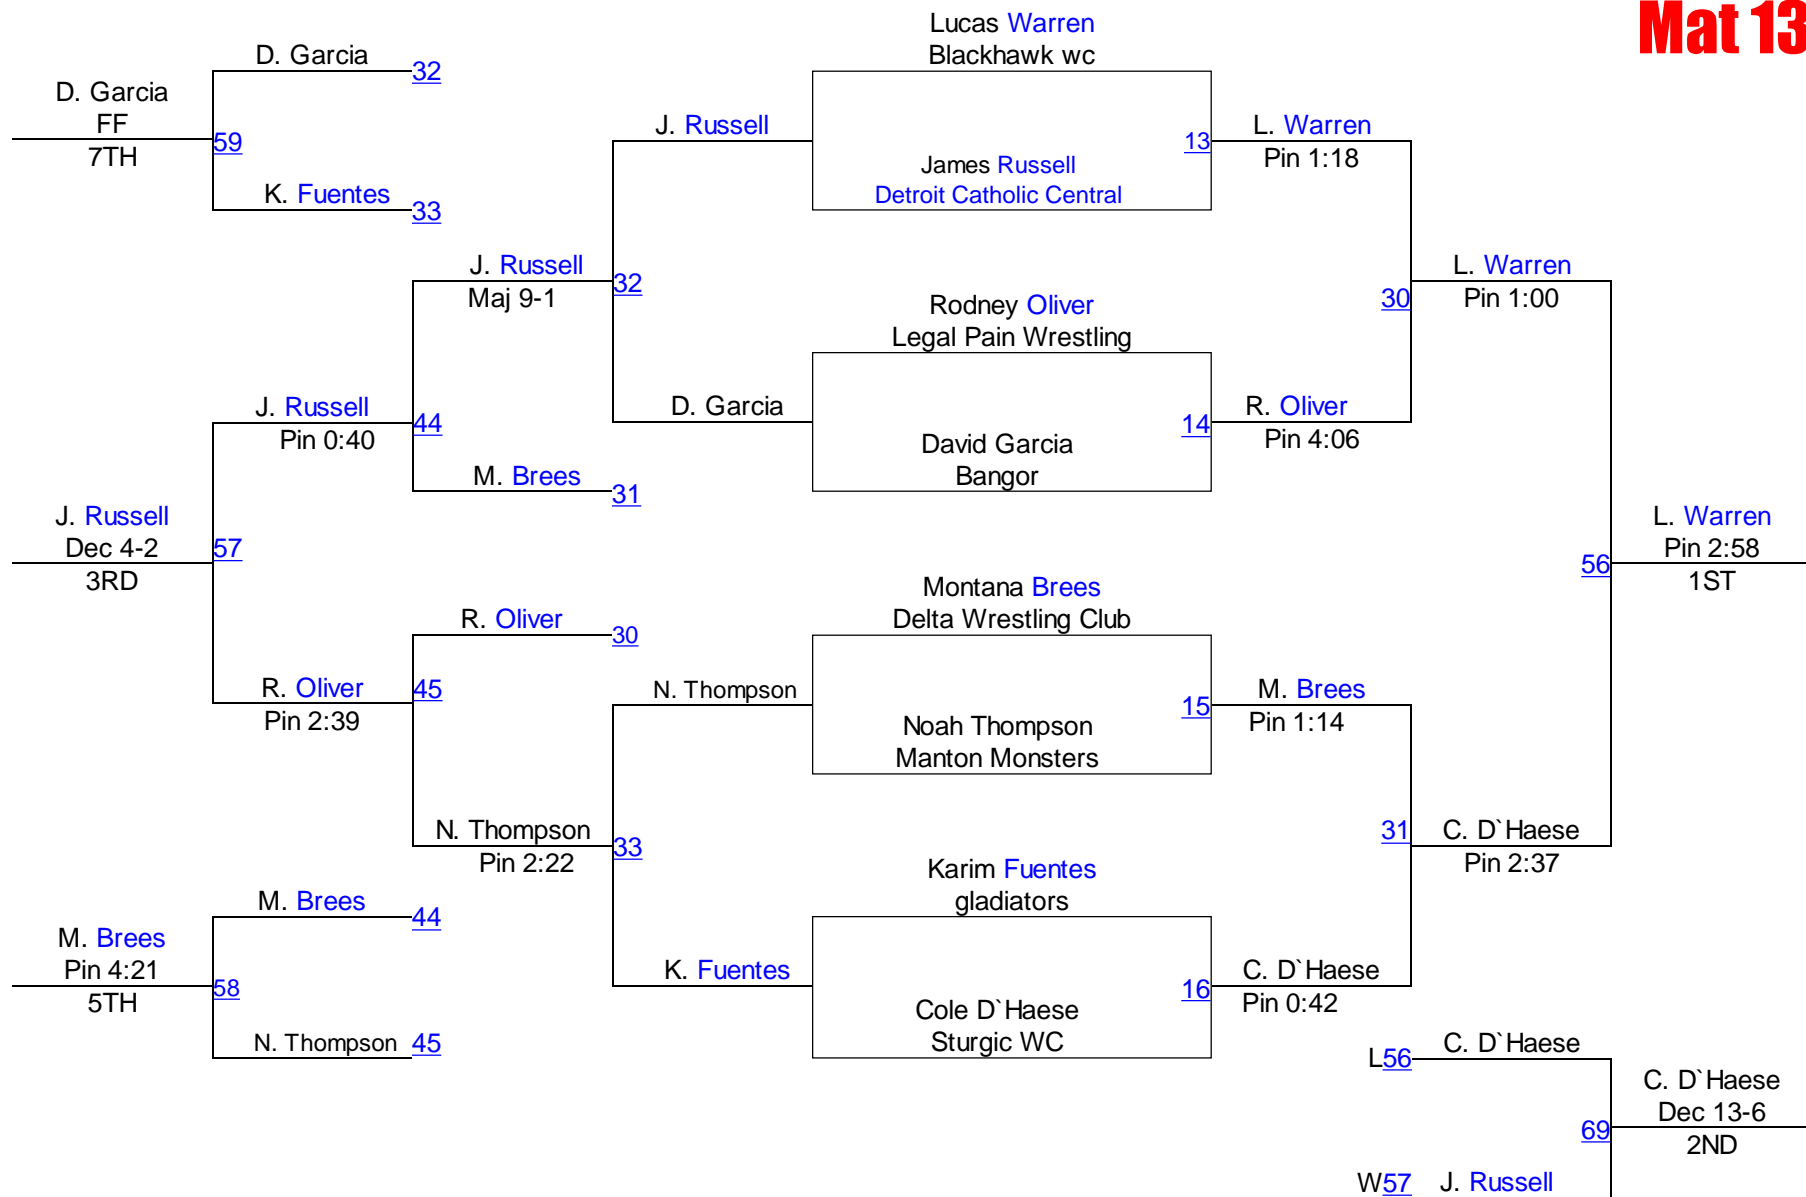 Mat 13
Lucas Warren
Blackhawk wc
D. Garcia
32
D. Garcia
FF
7TH
59
K. Fuentes
33
J. Russell
13
James Russell
Detroit Catholic Central
L. Warren
Pin 1:18
J. Russell
Maj 9-1
32
Rodney Oliver
Legal Pain Wrestling
30
L. Warren
Pin 1:00
J. Russell
Pin 0:40
44
D. Garcia
14
David Garcia
Bangor
R. Oliver
Pin 4:06
M. Brees
31
J. Russell
Dec 4-2
3RD
57
L. Warren
Pin 2:58
1ST
56
Montana Brees
Delta Wrestling Club
R. Oliver
30
R. Oliver
Pin 2:39
45
N. Thompson
15
Noah Thompson
Manton Monsters
M. Brees
Pin 1:14
N. Thompson
Pin 2:22
33
31
C. D`Haese
Pin 2:37
Karim Fuentes
gladiators
M. Brees
44
M. Brees
Pin 4:21
5TH
58
N. Thompson
45
K. Fuentes
16
Cole D`Haese
Sturgic WC
C. D`Haese
Pin 0:42
L56
C. D`Haese
C. D`Haese
Dec 13-6
2ND
69
W57
J. Russell